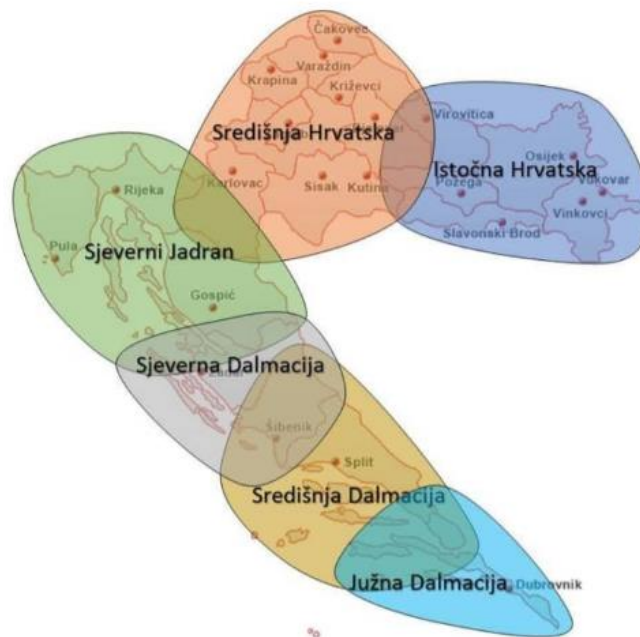 Čakovec
Varaždin
Krapina
Križevci
Središnja Hrvatska
Virovitica
Osijek
Istočna Hrvatska
Vukovar
Karlovac
Sisak
Kutina
Požega
Vinkovci
Slavonski Brod
Rijeka
Pula
Sjeverni Jadran
Gospić
Sjeverna Dalmacija
Zadar
Šibenik
Split
Središnja Dalmacija
Južna Dalmacija
Dubrovnik